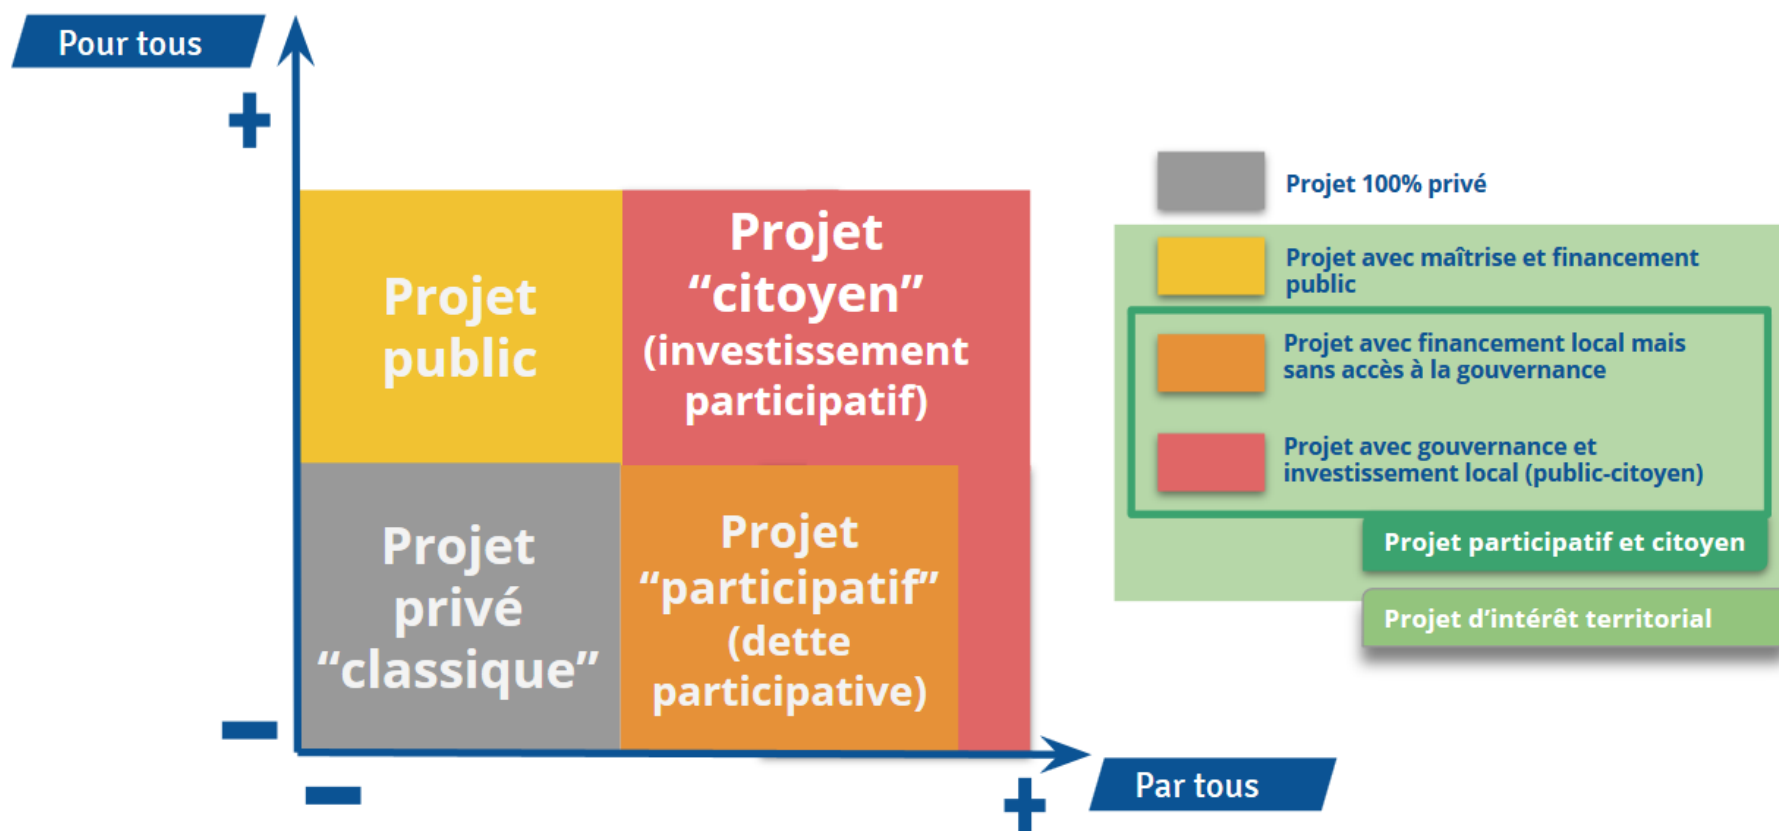 Pour tous
+
Projet
public
Projet
“citoyen”
(investissement
participatif)
Projet
privé
“classique”
Projet
“participatif”
(dette
participative)
−
−
+
Par tous
Projet 100% privé
Projet avec maîtrise et financement
public
Projet avec financement local mais
sans accès à la gouvernance
Projet avec gouvernance et
investissement local (public-citoyen)
Projet participatif et citoyen
Projet d’intérêt territorial